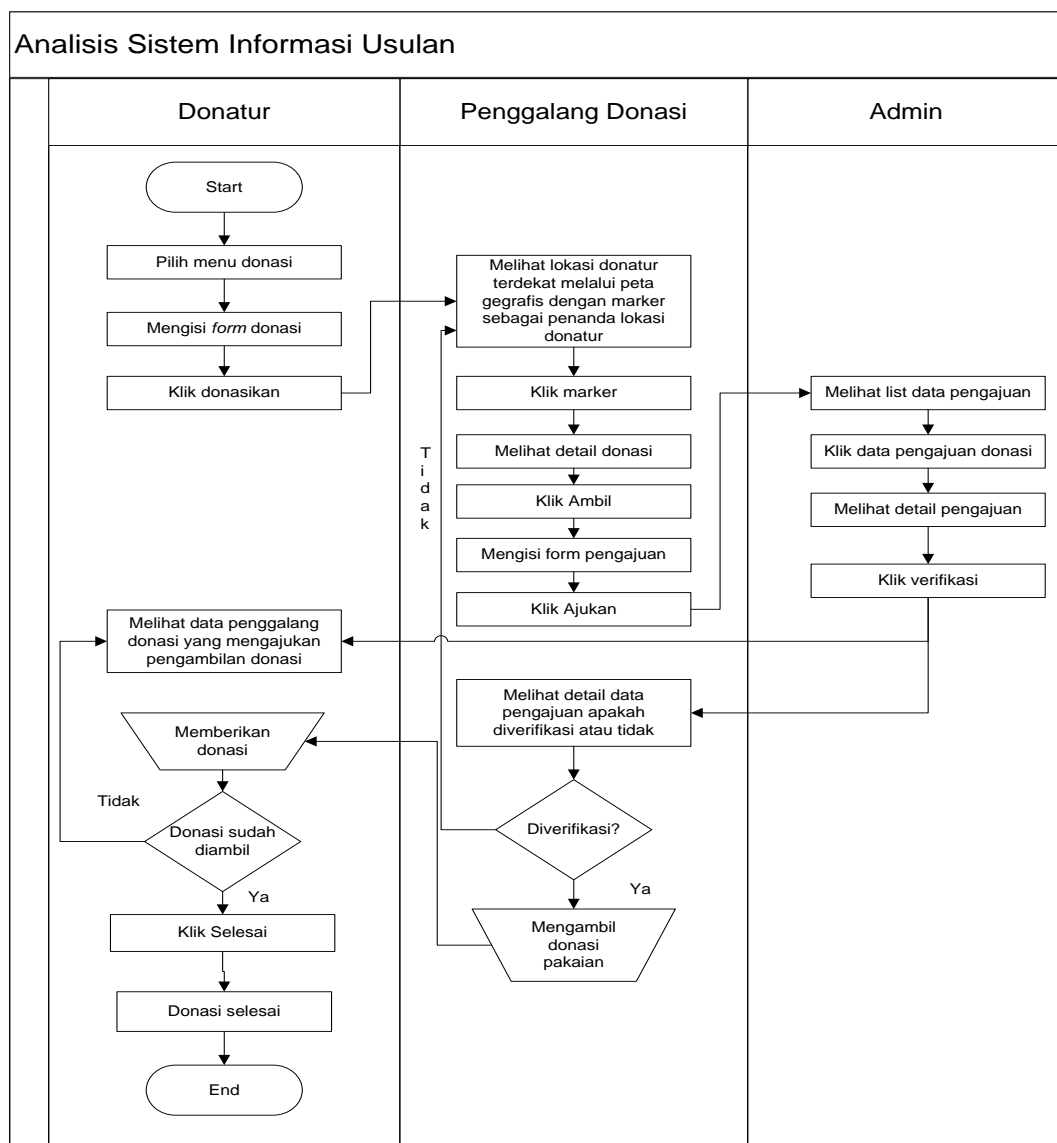 Analisis Sistem Informasi Usulan
Donatur
Penggalang Donasi
Admin
Start
Pilih menu donasi
Mengisi form donasi
Klik donasikan
Melihat lokasi donatur
terdekat melalui peta
gegrafis dengan marker
sebagai penanda lokasi
donatur
Klik marker
Melihat detail donasi
Klik Ambil
Mengisi form pengajuan
Klik Ajukan
Tidak
Melihat list data pengajuan
Klik data pengajuan donasi
Melihat detail pengajuan
Klik verifikasi
Melihat data penggalang
donasi yang mengajukan
pengambilan donasi
Melihat detail data
pengajuan apakah
diverifikasi atau tidak
Diverifikasi?
Ya
Mengambil
donasi
pakaian
Memberikan
donasi
Tidak
Donasi sudah
diambil
Ya
Klik Selesai
Donasi selesai
End